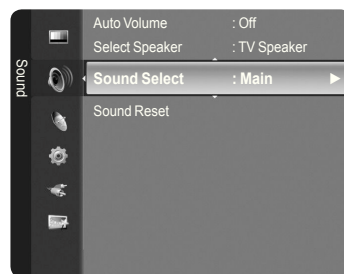 Sound
Auto Volume : Off
Select Speaker : TV Speaker
Sound Select : Main
Sound Reset